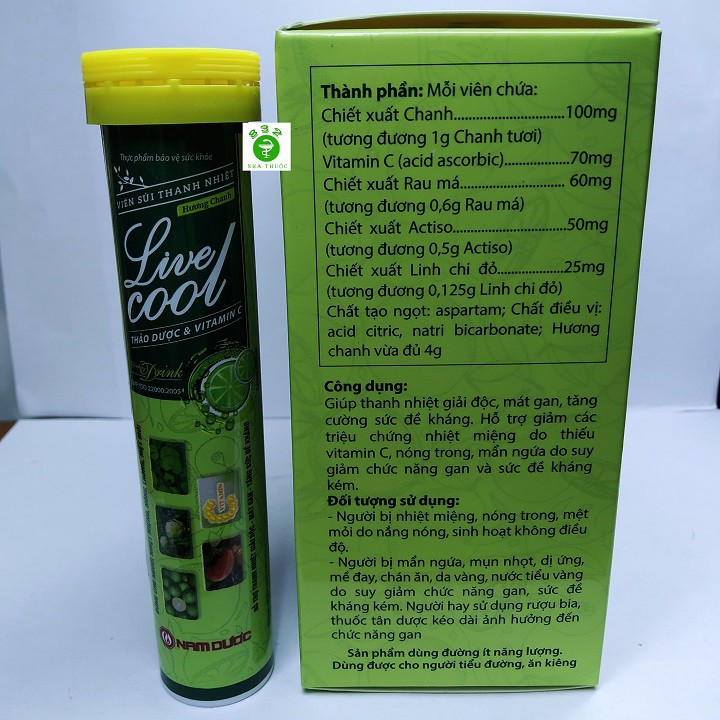 Thực phẩm bảo vệ sức khỏe
VIÊN SỦI THANH NHIỆT
Hương Chanh
Live
cool
THẢO DƯỢC & VITAMIN C
Drink
ISO 22000:2005
VITAMIN
NAM DƯỢC
832
NHÀ THUỐC
Thành phần: Mỗi viên chứa:
Chiết xuất Chanh.....................100mg
(tương đương 1g Chanh tươi)
Vitamin C (acid ascorbic)............70mg
Chiết xuất Rau má..................... 60mg
(tương đương 0,6g Rau má)
Chiết xuất Actiso.......................50mg
(tương đương 0,5g Actiso)
Chiết xuất Linh chi đỏ.................25mg
(tương đương 0,125g Linh chi đỏ)
Chất tạo ngọt: aspartam; Chất điều vị:
acid citric, natri bicarbonate; Hương
chanh vừa đủ 4g
Công dụng:
Giúp thanh nhiệt giải độc, mát gan, tăng
cường sức đề kháng. Hỗ trợ giảm các
triệu chứng nhiệt miệng do thiếu
vitamin C, nóng trong, mẩn ngứa do suy
giảm chức năng gan và sức đề kháng
kém.
Đối tượng sử dụng:
- Người bị nhiệt miệng, nóng trong, mệt
mỏi do nắng nóng, sinh hoạt không điều
độ.
- Người bị mẩn ngứa, mụn nhọt, dị ứng,
mề đay, chán ăn, da vàng, nước tiểu vàng
do suy giảm chức năng gan, sức đề
kháng kém. Người hay sử dụng rượu bia,
thuốc tân dược kéo dài ảnh hưởng đến
chức năng gan
Sản phẩm dùng đường ít năng lượng.
Dùng được cho người tiểu đường, ăn kiêng